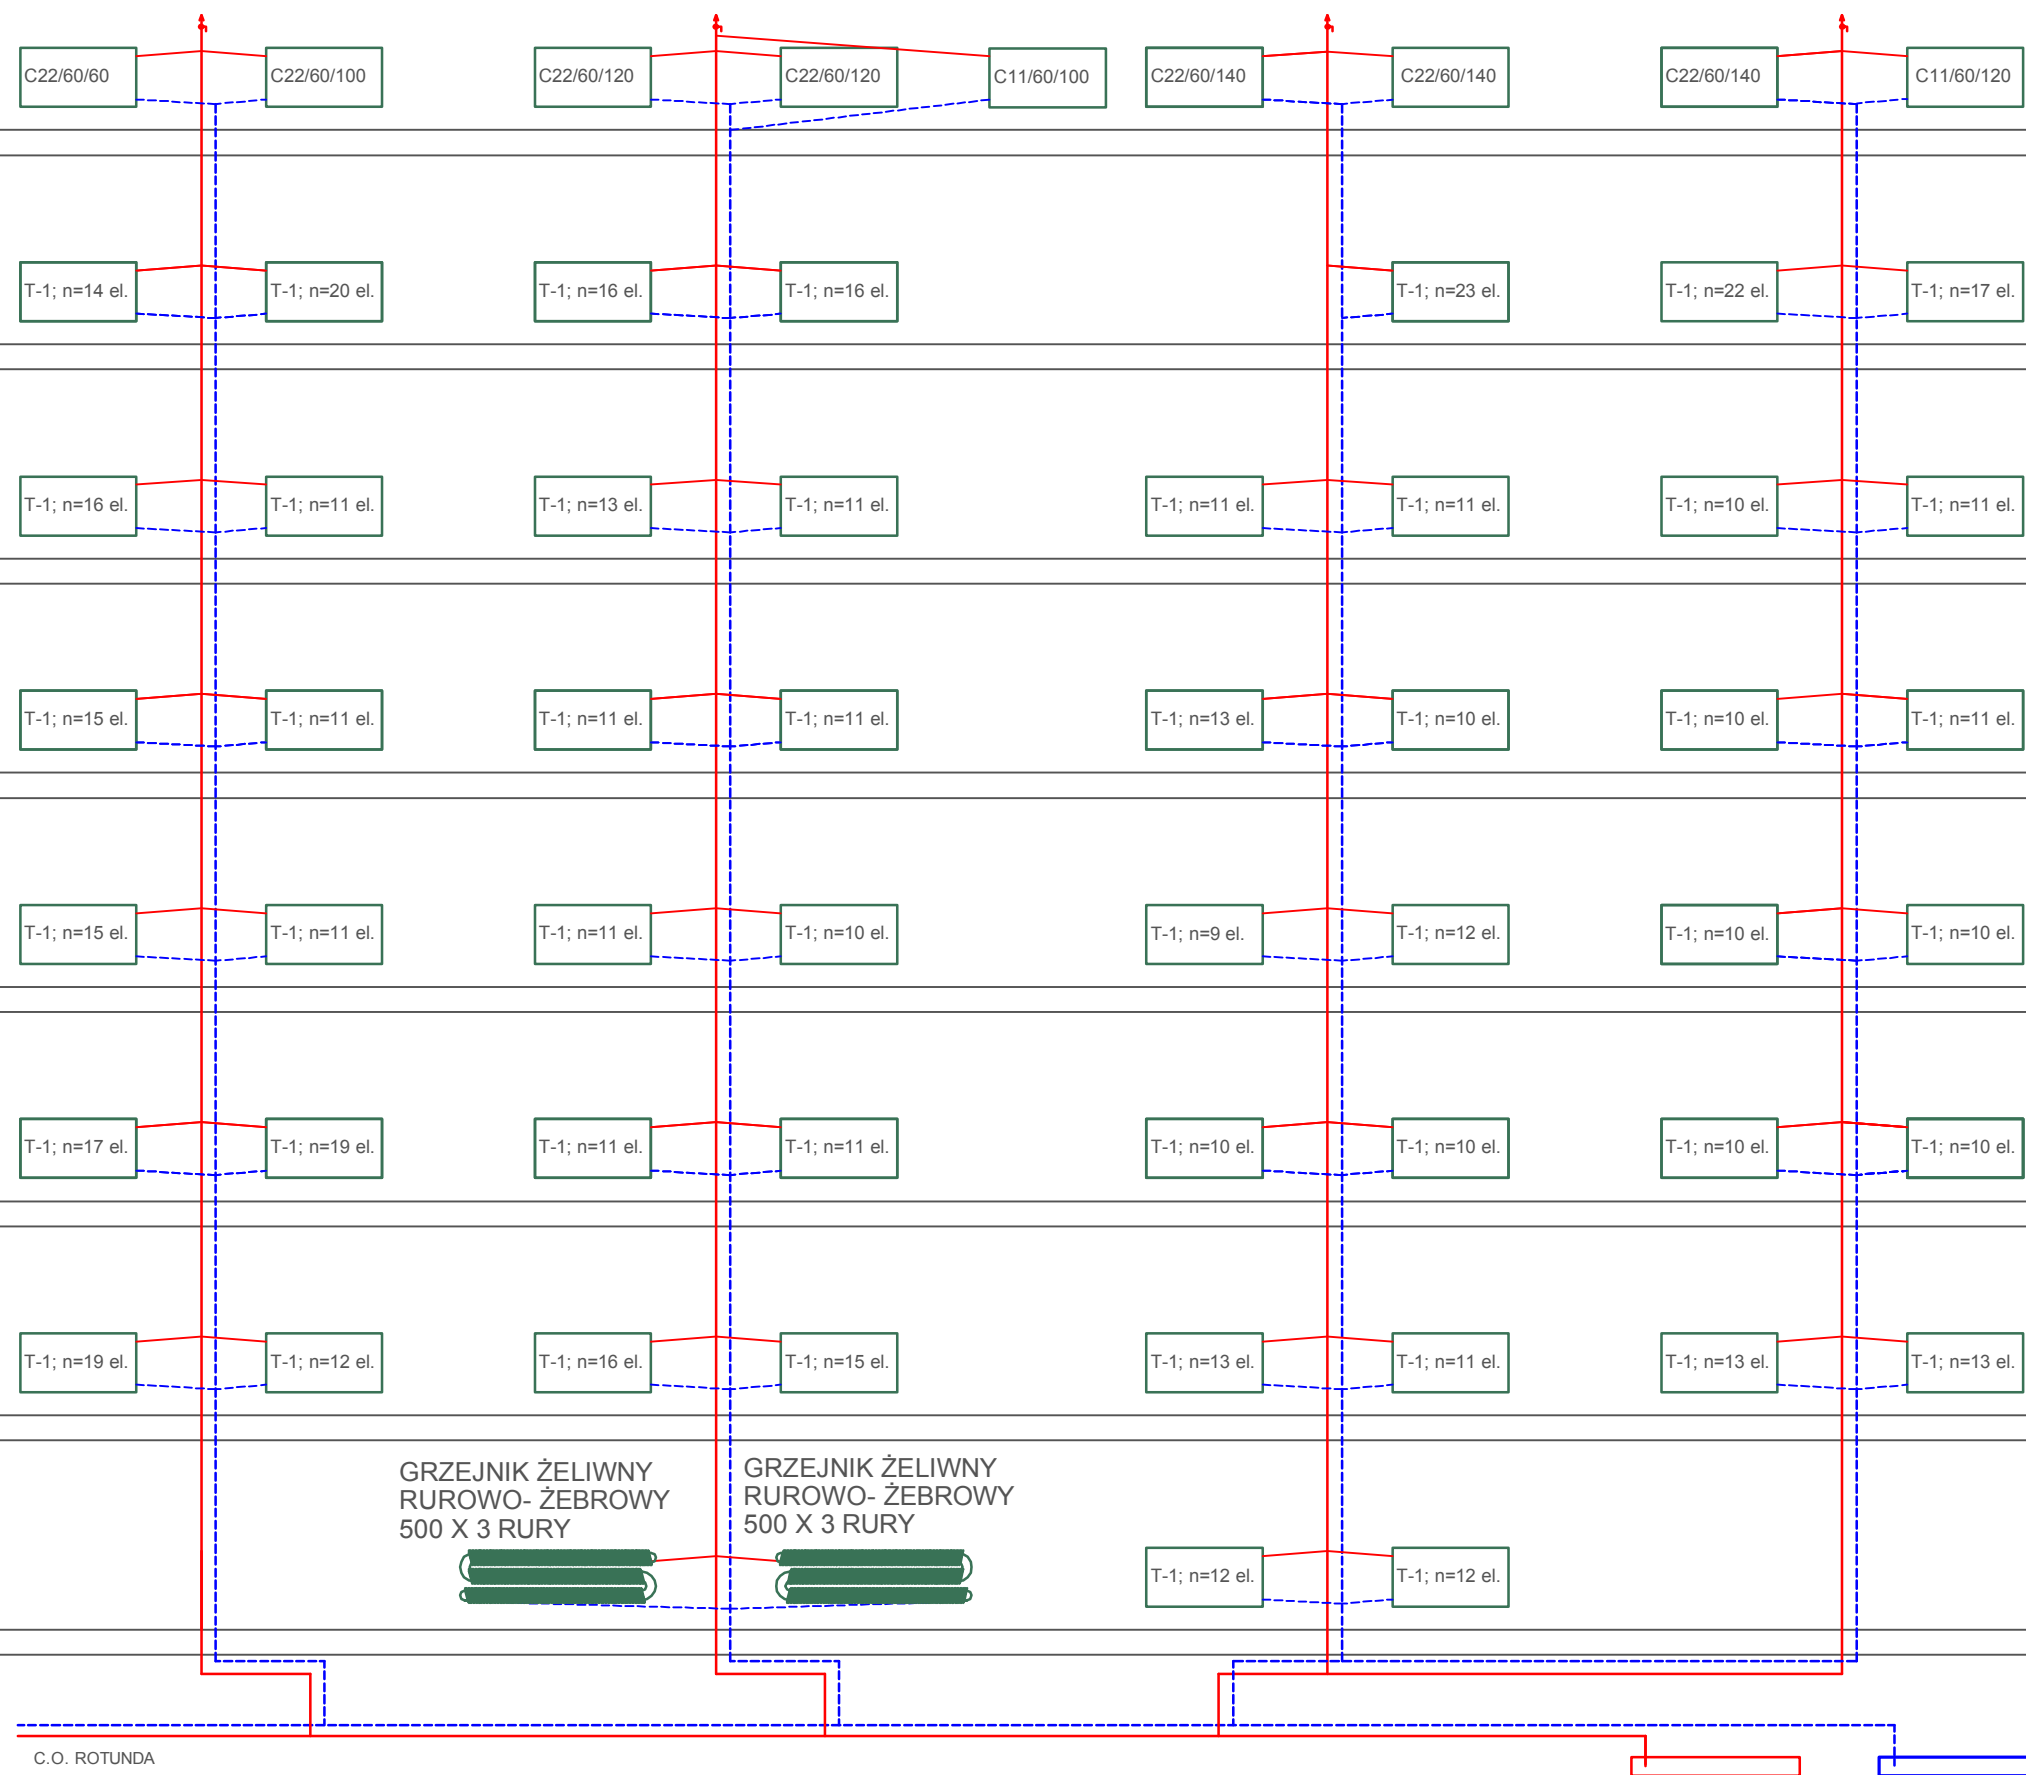 C22/60/60
C22/60/100
C22/60/120
C22/60/120
C11/60/100
C22/60/140
C22/60/140
C22/60/140
C11/60/120
T-1; n=14 el.
T-1; n=20 el.
T-1; n=16 el.
T-1; n=16 el.
T-1; n=23 el.
T-1; n=22 el.
T-1; n=17 el.
T-1; n=16 el.
T-1; n=11 el.
T-1; n=13 el.
T-1; n=11 el.
T-1; n=11 el.
T-1; n=11 el.
T-1; n=10 el.
T-1; n=11 el.
T-1; n=15 el.
T-1; n=11 el.
T-1; n=11 el.
T-1; n=11 el.
T-1; n=13 el.
T-1; n=10 el.
T-1; n=10 el.
T-1; n=11 el.
T-1; n=15 el.
T-1; n=11 el.
T-1; n=11 el.
T-1; n=10 el.
T-1; n=9 el.
T-1; n=12 el.
T-1; n=10 el.
T-1; n=10 el.
T-1; n=17 el.
T-1; n=19 el.
T-1; n=11 el.
T-1; n=11 el.
T-1; n=10 el.
T-1; n=10 el.
T-1; n=10 el.
T-1; n=10 el.
T-1; n=19 el.
T-1; n=12 el.
T-1; n=16 el.
T-1; n=15 el.
T-1; n=13 el.
T-1; n=11 el.
T-1; n=13 el.
T-1; n=13 el.
GRZEJNIK ŻELIWNY
RUROWO- ŻEBROWY
500 X 3 RURY
GRZEJNIK ŻELIWNY
RUROWO- ŻEBROWY
500 X 3 RURY
T-1; n=12 el.
T-1; n=12 el.
C.O. ROTUNDA